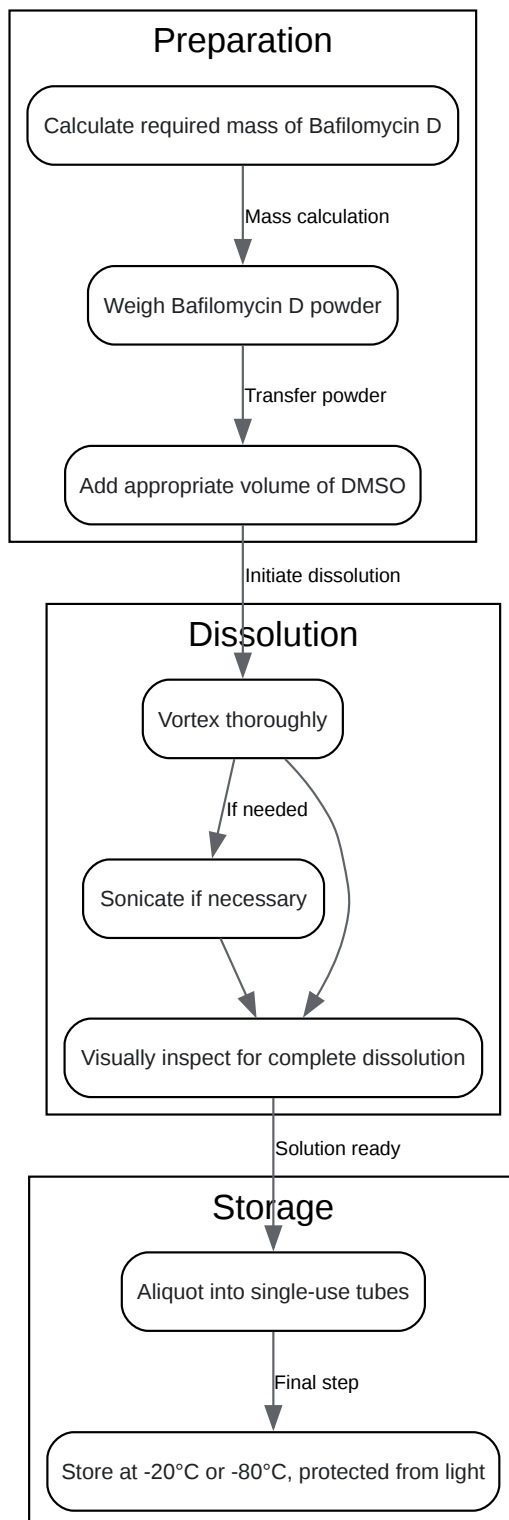 Preparation
Calculate required mass of Bafilomycin D
Mass calculation
Weigh Bafilomycin D powder
Transfer powder
Add appropriate volume of DMSO
Initiate dissolution
Dissolution
Vortex thoroughly
If needed
Sonicate if necessary
Visually inspect for complete dissolution
Solution ready
Storage
Aliquot into single-use tubes
Final step
Store at -20°C or -80°C, protected from light